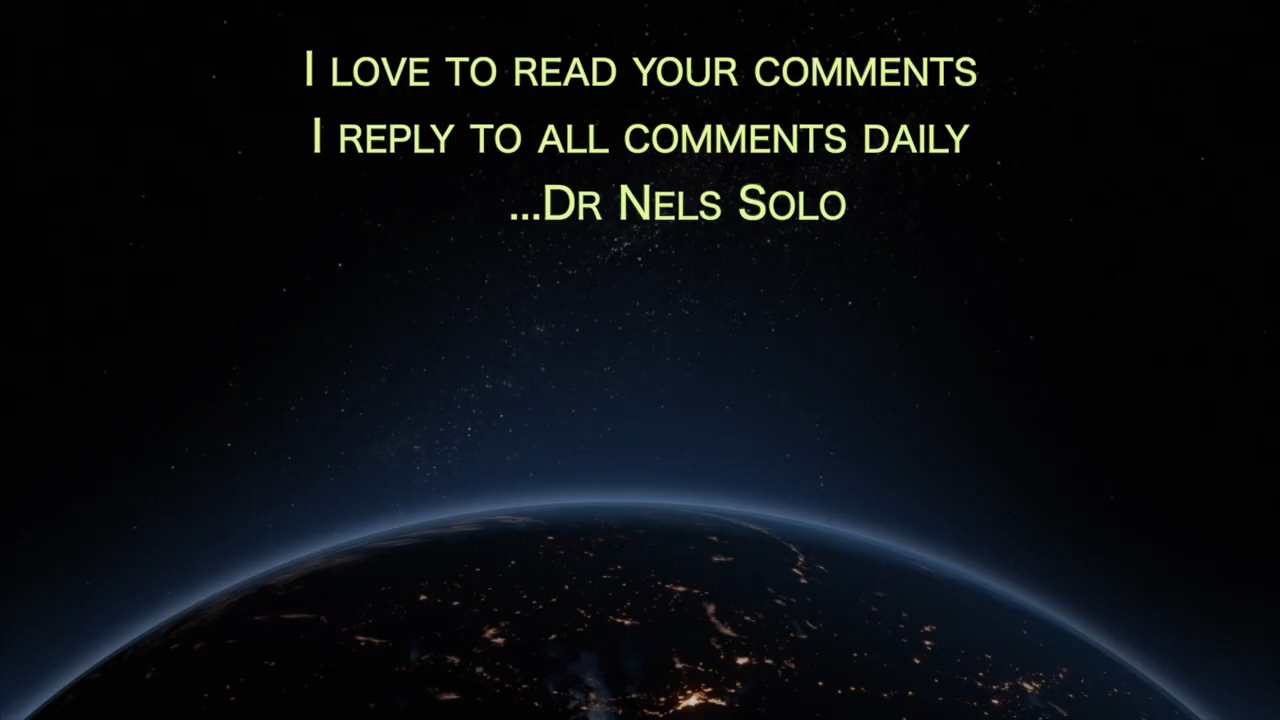 I LOVE TO READ YOUR COMMENTS
I REPLY TO ALL COMMENTS DAILY
...DR NELS SOLO